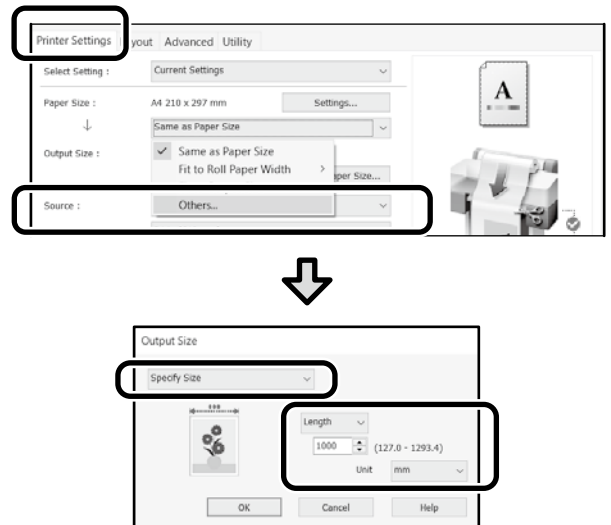 Printer Settings yout Advanced Utility
Select Setting : Current Settings
Paper Size : A4 210 x 297 mm Settings...
Same as Paper Size
Output Size : Same as Paper Size
Fit to Roll Paper Width
aper Size...
Source : Others...
A
Output Size
Specify Size
Length
1000 (127.0 - 1293.4)
Unit mm
OK Cancel Help